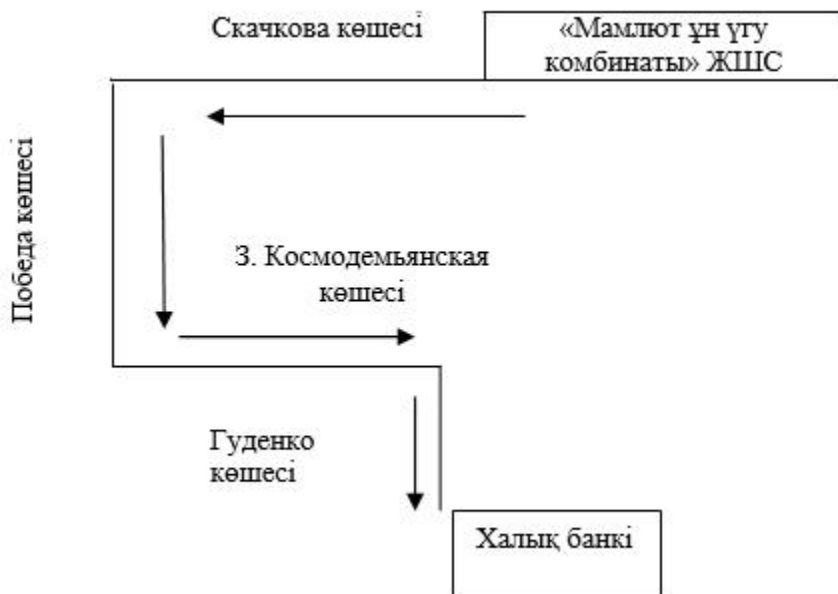 Скачкова көшесі
«Мамлют ұн үгу
комбинаты» ЖШС
Победа көшесі
З. Космодемьянская
көшесі
Гуденко
көшесі
Халық банкі